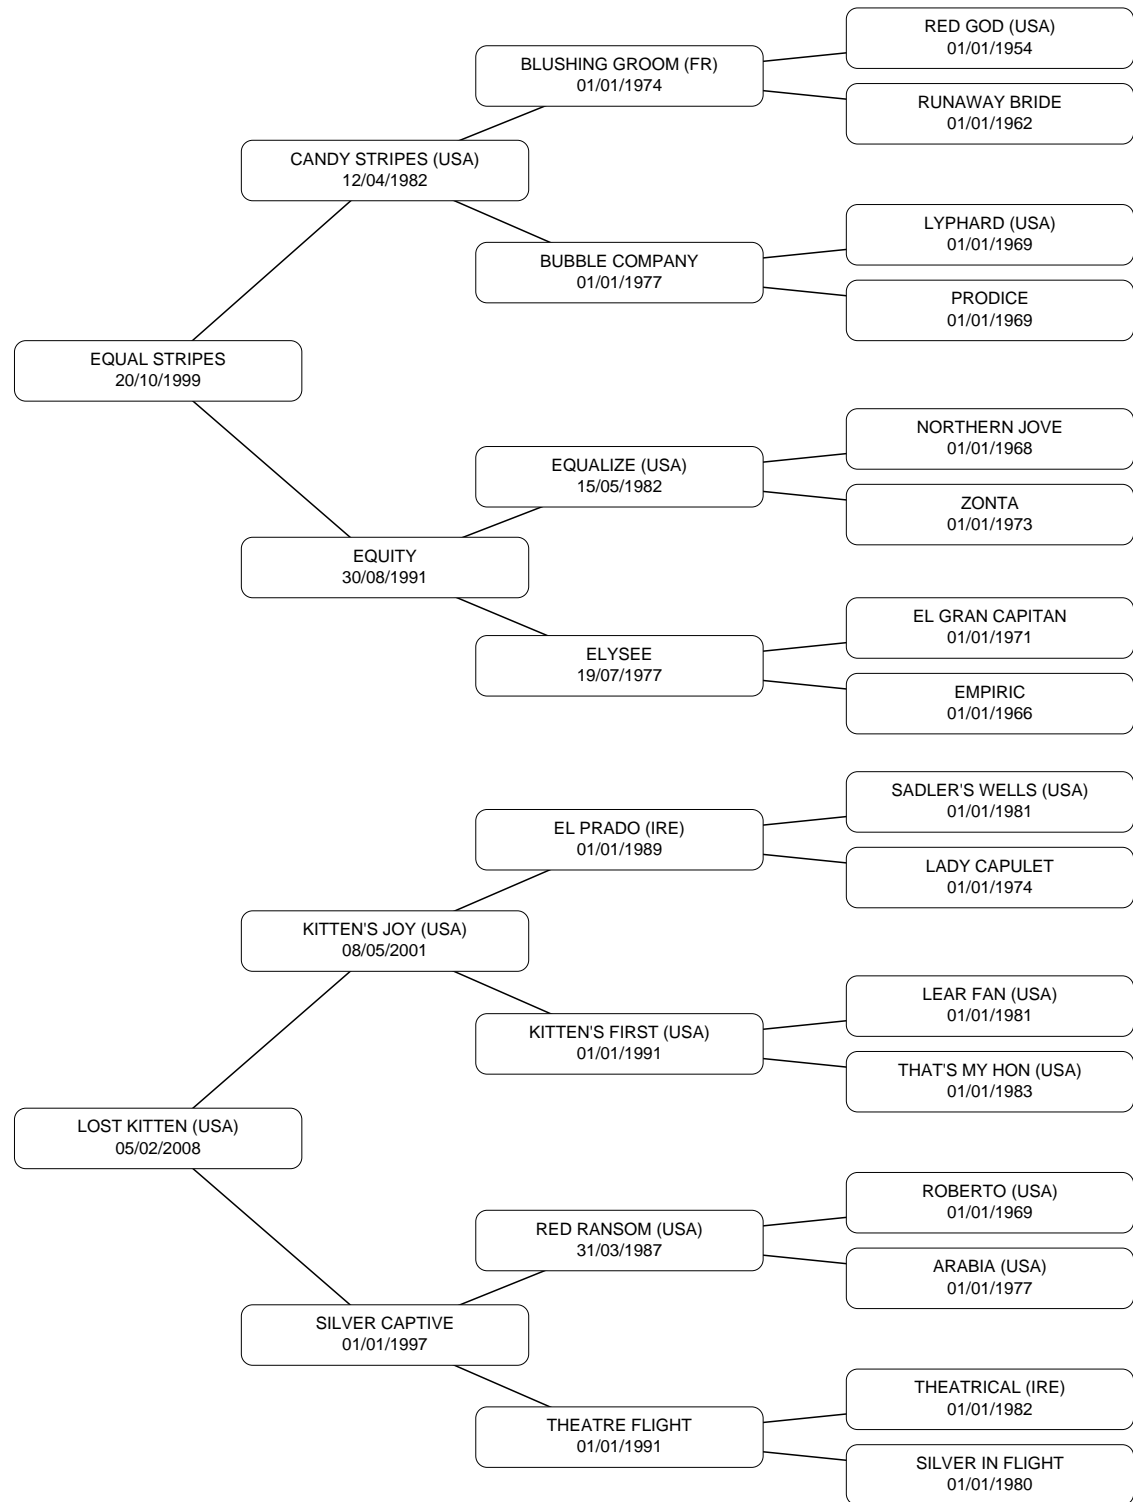 RED GOD (USA)
01/01/1954
BLUSHING GROOM (FR)
01/01/1974
RUNAWAY BRIDE
01/01/1962
CANDY STRIPES (USA)
12/04/1982
LYPHARD (USA)
01/01/1969
BUBBLE COMPANY
01/01/1977
PRODICE
01/01/1969
EQUAL STRIPES
20/10/1999
NORTHERN JOVE
01/01/1968
EQUALIZE (USA)
15/05/1982
ZONTA
01/01/1973
EQUITY
30/08/1991
EL GRAN CAPITAN
01/01/1971
ELYSEE
19/07/1977
EMPIRIC
01/01/1966
SADLER'S WELLS (USA)
01/01/1981
EL PRADO (IRE)
01/01/1989
LADY CAPULET
01/01/1974
KITTEN'S JOY (USA)
08/05/2001
LEAR FAN (USA)
01/01/1981
KITTEN'S FIRST (USA)
01/01/1991
THAT'S MY HON (USA)
01/01/1983
LOST KITTEN (USA)
05/02/2008
ROBERTO (USA)
01/01/1969
RED RANSOM (USA)
31/03/1987
ARABIA (USA)
01/01/1977
SILVER CAPTIVE
01/01/1997
THEATRICAL (IRE)
01/01/1982
THEATRE FLIGHT
01/01/1991
SILVER IN FLIGHT
01/01/1980